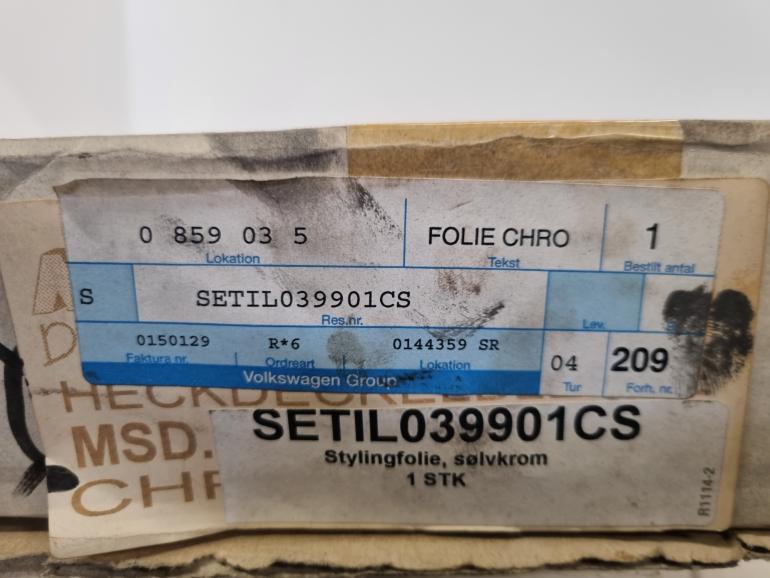 0 859 03 5
Lokation
FOLIE CHRO
Tekst
1
Bestilt antal
S
SETIL039901CS
Res.nr.
Lev.
0150129
Faktura nr.
R*6
Ordreart
0144359 SR
Lokation
04
Tur
209
Forh. nr.
Volkswagen Group
MSD.
SETIL039901CS
Stylingfolie, sølvkrom
1 STK
R1114-2